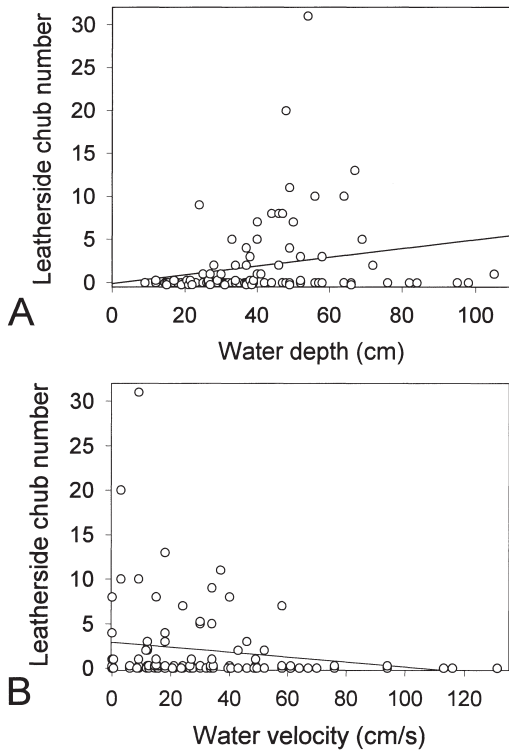 30
25
20
15
10
5
0
Leatherside chub number
A
0 20 40 60 80 100
Water depth (cm)
30
25
20
15
10
5
0
Leatherside chub number
B
0 20 40 60 80 100 120
Water velocity (cm/s)